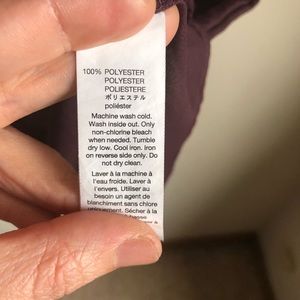 100% POLYESTER
POLYESTER
POLIESTERE
ポリエステル
poliéster
Machine wash cold.
Wash inside out. Only
non-chlorine bleach
when needed. Tumble
dry low. Cool iron. Iron
on reverse side only. Do
not dry clean.
Laver à la machine à
l'eau froide. Laver à
l'envers. Utiliser au
besoin un agent de
blanchiment sans chlore
uniquement. Sécher à la